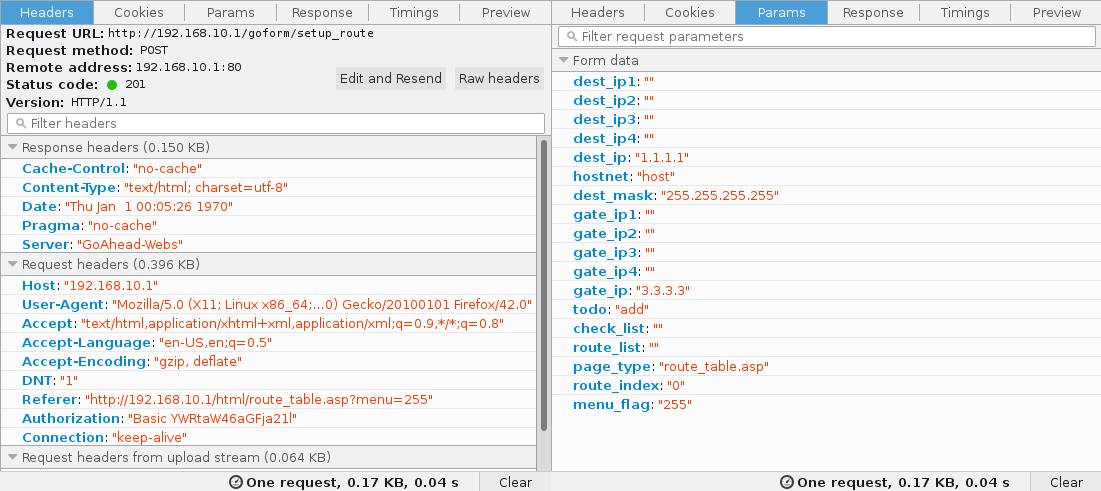 Headers Cookies Params Response Timings Preview
Request URL: http://192.168.10.1/goform/setup_route
Request method: POST
Remote address: 192.168.10.1:80
Status code: 201
Edit and Resend Raw headers
Version: HTTP/1.1
Filter headers
Response headers (0.150 KB)
Cache-Control: "no-cache"
Content-Type: "text/html; charset=utf-8"
Date: "Thu Jan  1 00:05:26 1970"
Pragma: "no-cache"
Server: "GoAhead-Webs"
Request headers (0.396 KB)
Host: "192.168.10.1"
User-Agent: "Mozilla/5.0 (X11; Linux x86_64;...0) Gecko/20100101 Firefox/42.0"
Accept: "text/html,application/xhtml+xml,application/xml;q=0.9,*/*;q=0.8"
Accept-Language: "en-US,en;q=0.5"
Accept-Encoding: "gzip, deflate"
DNT: "1"
Referer: "http://192.168.10.1/html/route_table.asp?menu=255"
Authorization: "Basic YWRtaW46aGFja21l"
Connection: "keep-alive"
Request headers from upload stream (0.064 KB)
One request, 0.17 KB, 0.04 s Clear
Headers Cookies Params Response Timings Preview
Filter request parameters
Form data
dest_ip1: ""
dest_ip2: ""
dest_ip3: ""
dest_ip4: ""
dest_ip: "1.1.1.1"
hostnet: "host"
dest_mask: "255.255.255.255"
gate_ip1: ""
gate_ip2: ""
gate_ip3: ""
gate_ip4: ""
gate_ip: "3.3.3.3"
todo: "add"
check_list: ""
route_list: ""
page_type: "route_table.asp"
route_index: "0"
menu_flag: "255"
One request, 0.17 KB, 0.04 s Clear